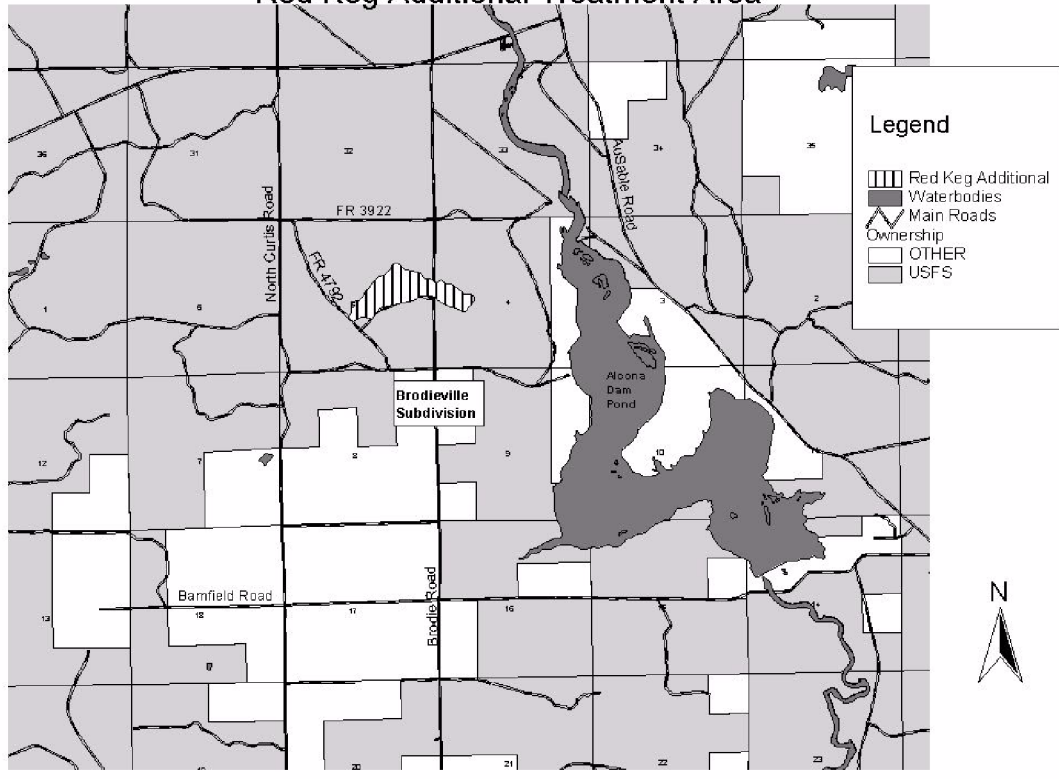 Red Keg Additional Treatment Area
Legend
Red Keg Additional
Waterbodies
Main Roads
Ownership
OTHER
USFS
36
31
32
33
34
35
AuSable Road
FR 3922
North Curtis Road
FR 4792
1
6
4
3
2
Alcona
Dam
Pond
Brodieville
Subdivision
12
7
8
9
10
Bamfield Road
Brodie Road
13
18
17
16
N
20
21
22
23